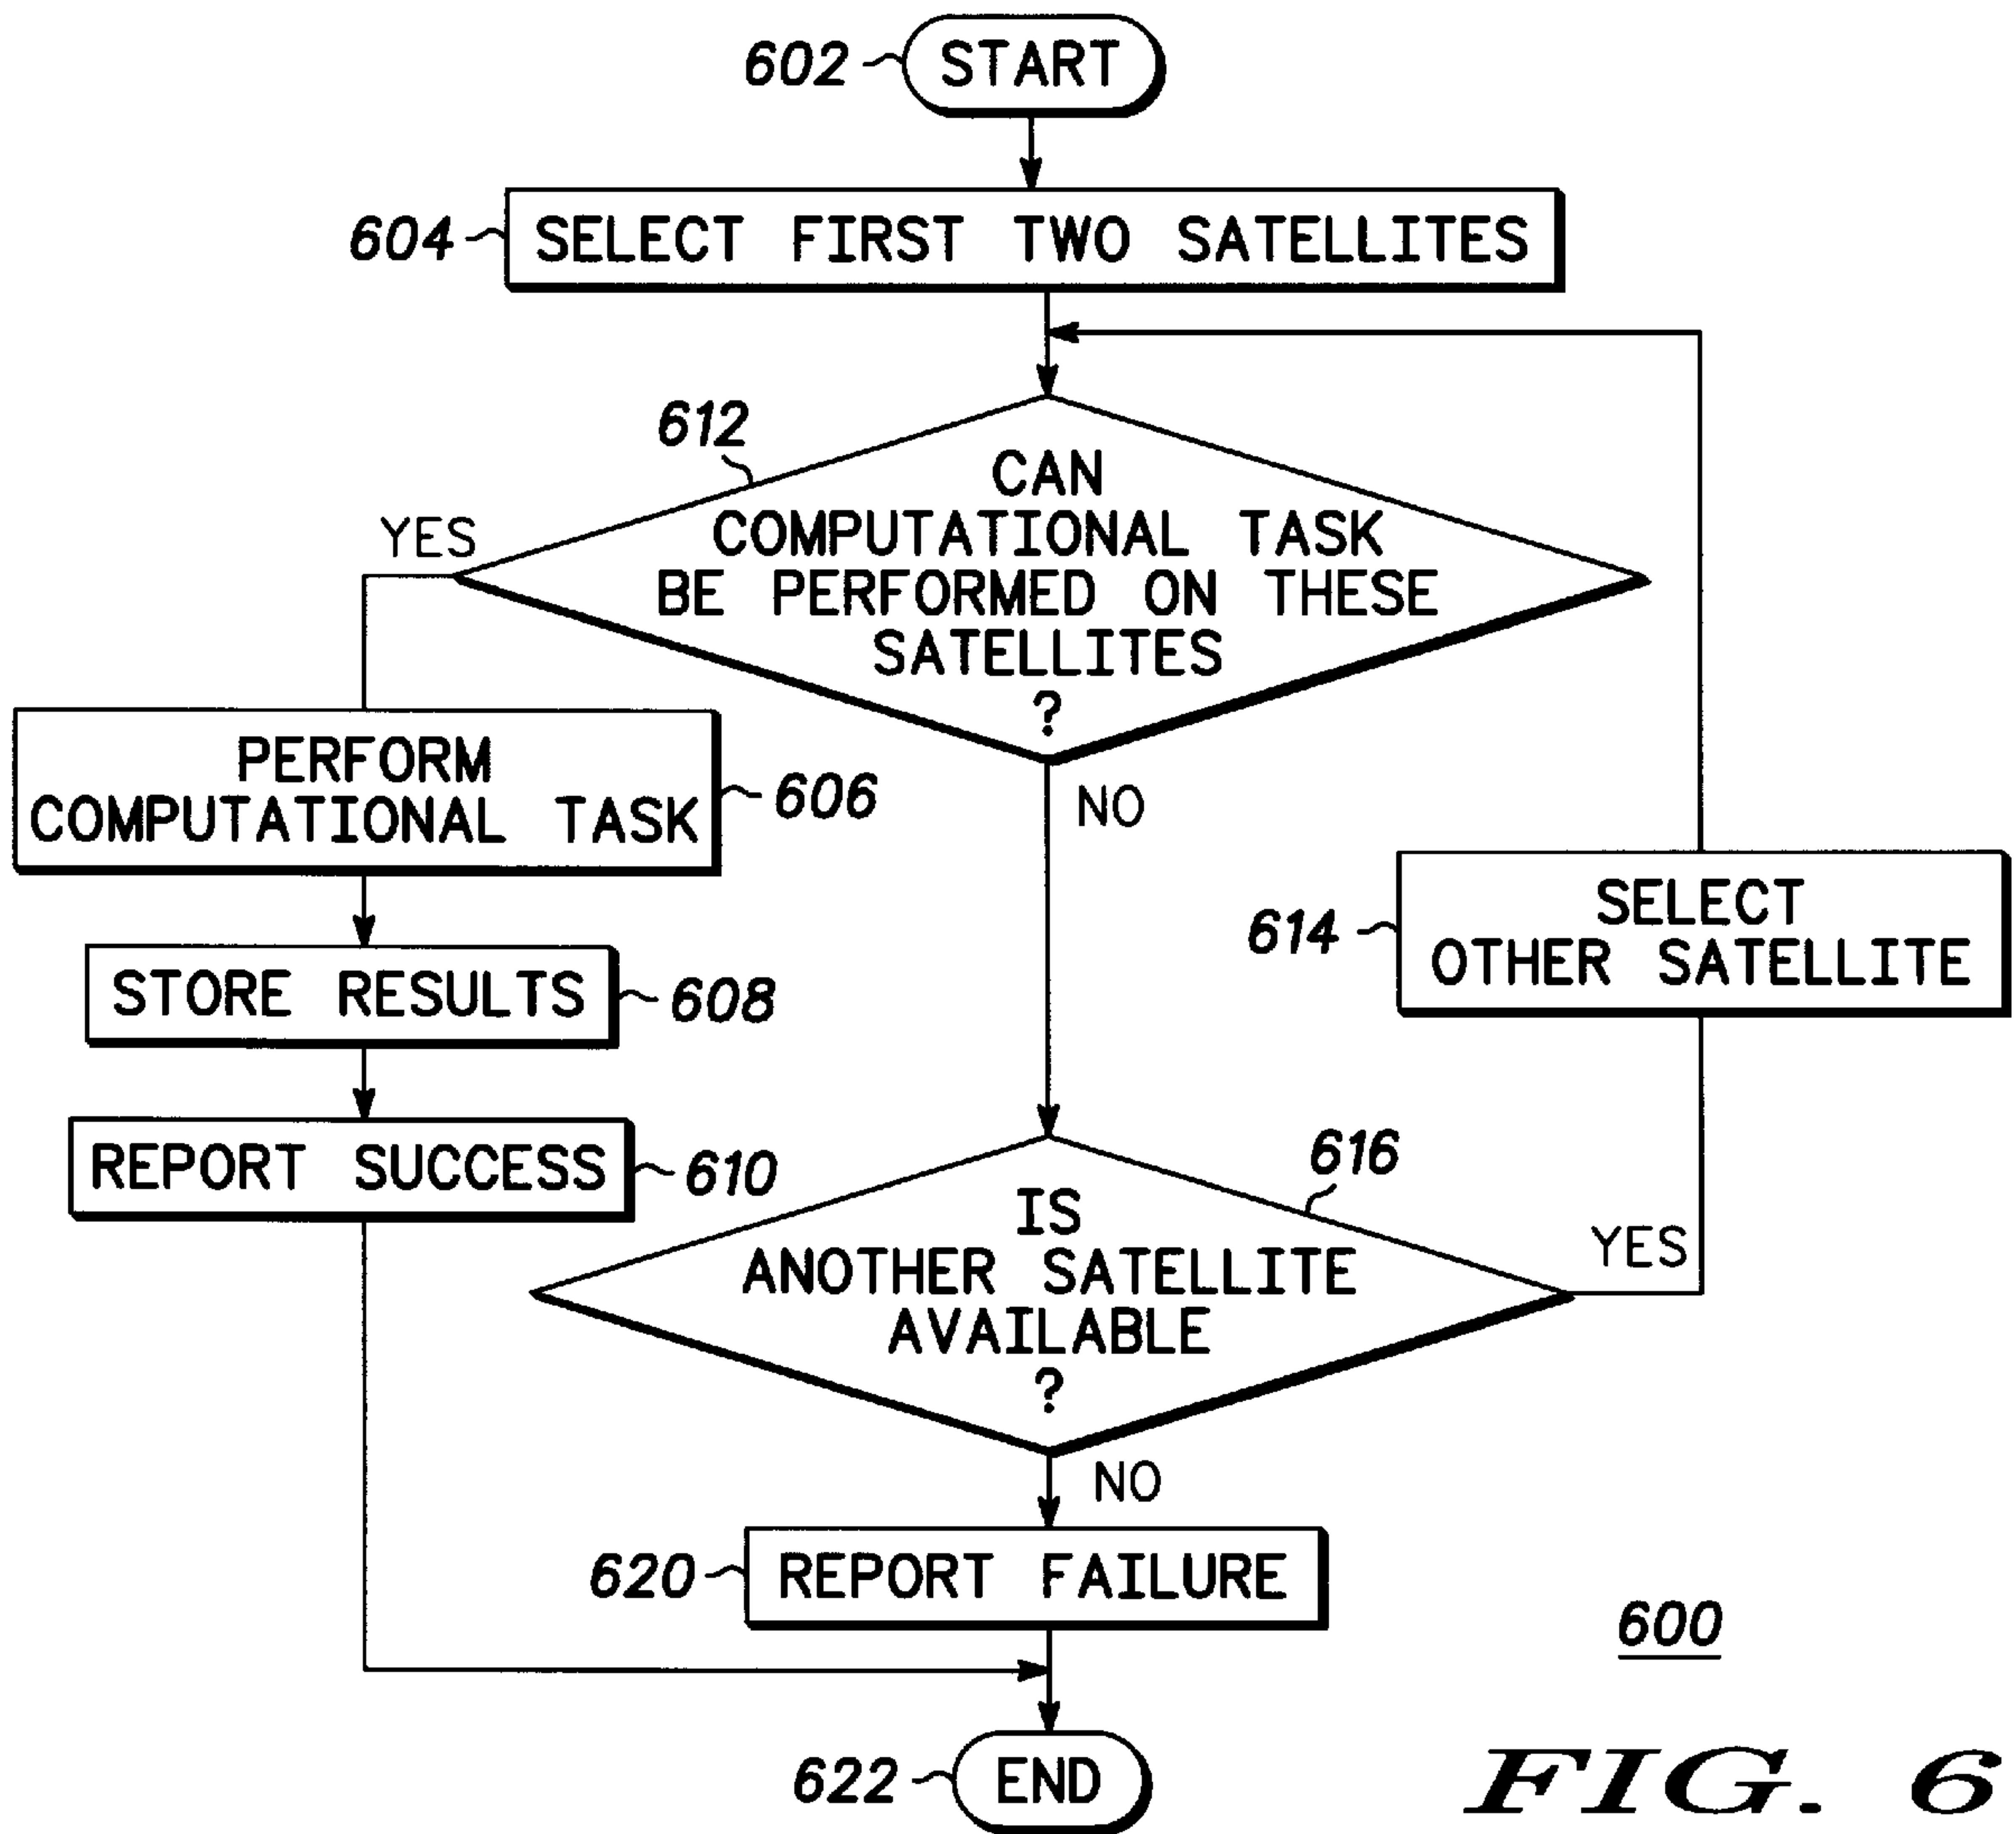 602
START
604
SELECT FIRST TWO SATELLITES
612
CAN
COMPUTATIONAL TASK
BE PERFORMED ON THESE
SATELLITES
?
YES
NO
PERFORM
COMPUTATIONAL TASK
606
STORE RESULTS
608
REPORT SUCCESS
610
614
SELECT
OTHER SATELLITE
616
IS
ANOTHER SATELLITE
AVAILABLE
?
YES
NO
620
REPORT FAILURE
622
END
600
FIG. 6